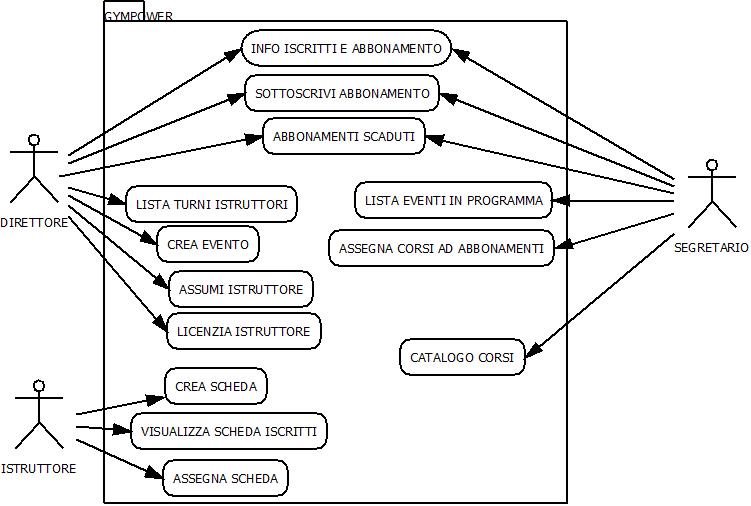 GYMPOWER
INFO ISCRITTI E ABBONAMENTO
SOTTOSCRIVI ABBONAMENTO
ABBONAMENTI SCADUTI
DIRETTORE
LISTA TURNI ISTRUTTORI
LISTA EVENTI IN PROGRAMMA
CREA EVENTO
ASSEGNA CORSI AD ABBONAMENTI
SEGRETARIO
ASSUMI ISTRUTTORE
LICENZIA ISTRUTTORE
CATALOGO CORSI
CREA SCHEDA
VISUALIZZA SCHEDA ISCRITTI
ISTRUTTORE
ASSEGNA SCHEDA